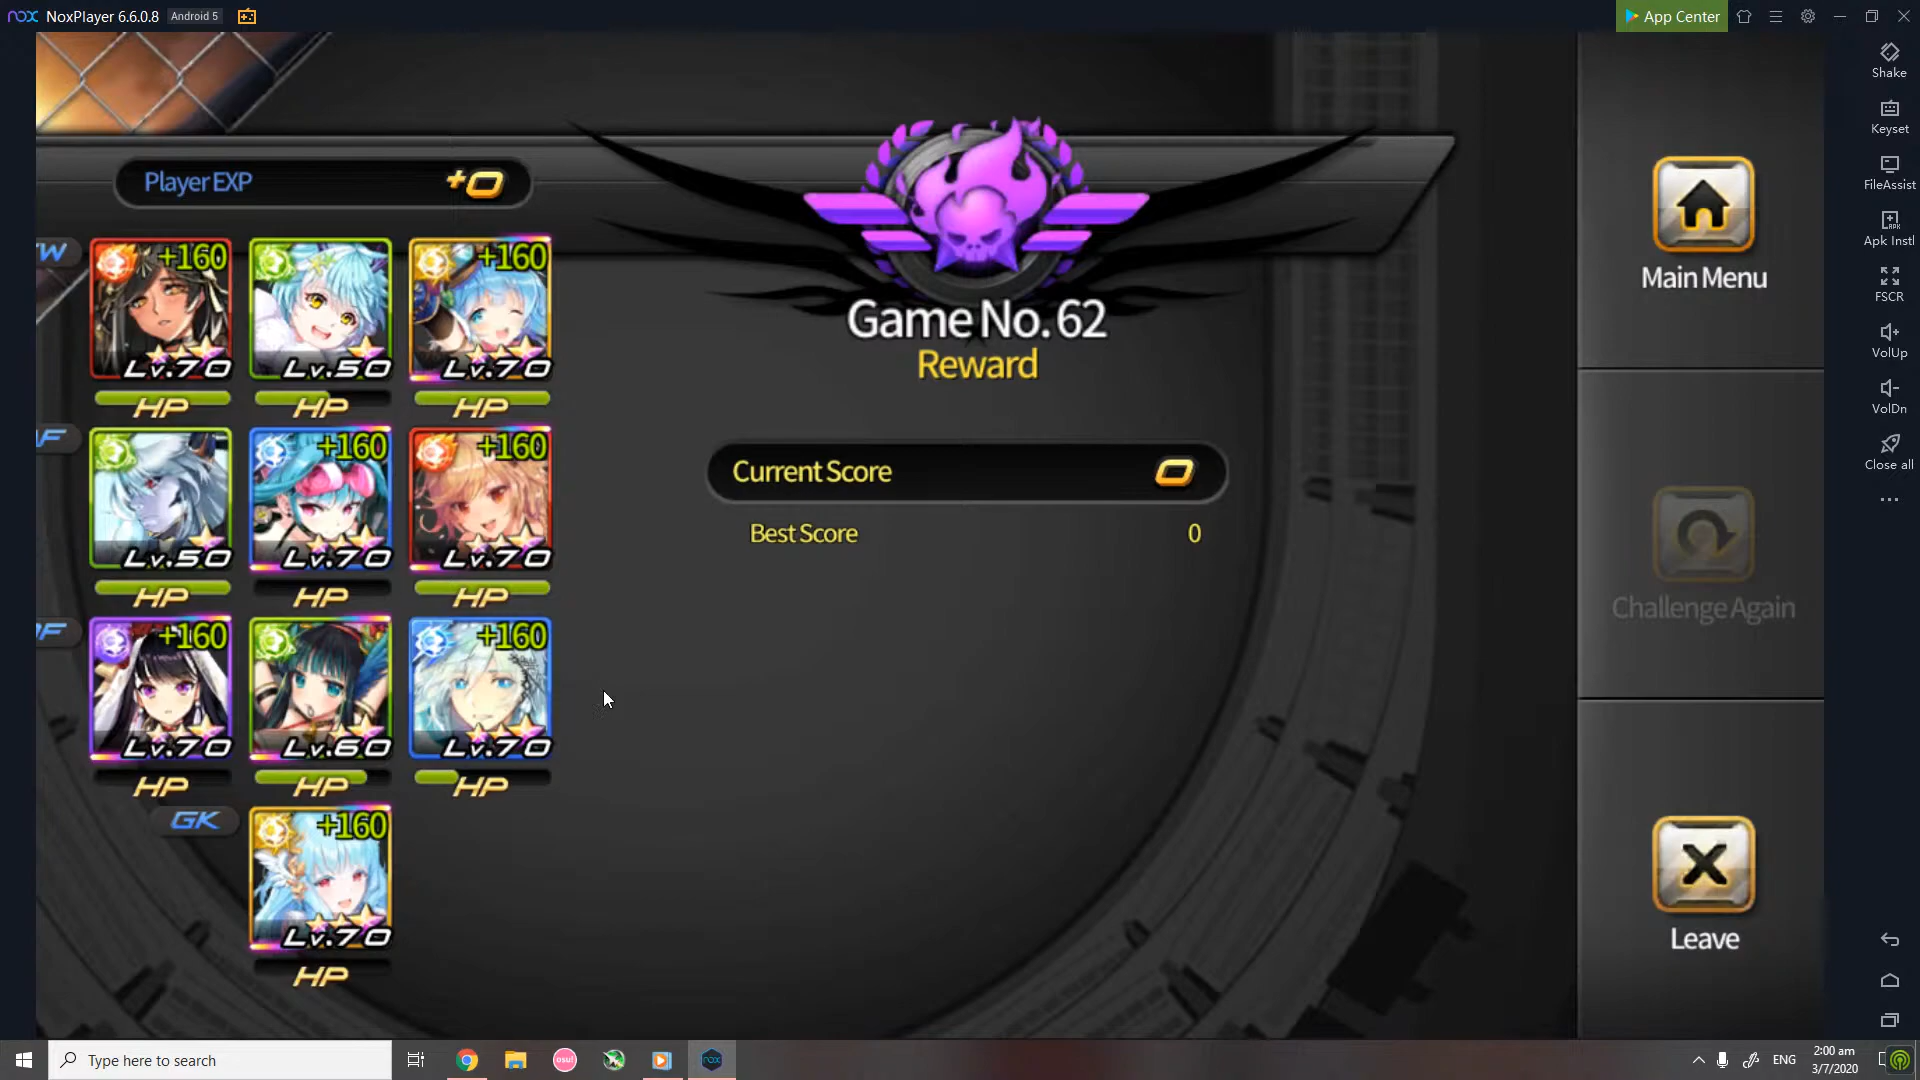 nox NoxPlayer 6.6.0.8 Android 5
App Center
Shake
Keyset
FileAssist
Apk Instl
FSCR
VolUp
VolDn
Close all
Player EXP +0
W
+160 Lv.70 HP
Lv.50 HP
+160 Lv.70 HP
F
Lv.50 HP
+160 Lv.70 HP
+160 Lv.70 HP
F
+160 Lv.70 HP
+160 Lv.60 HP
+160 Lv.70 HP
GK
+160 Lv.70 HP
Game No. 62
Reward
Current Score 0
Best Score 0
Main Menu
Challenge Again
Leave
Type here to search
osu!
nox
ENG
2:00 am
3/7/2020